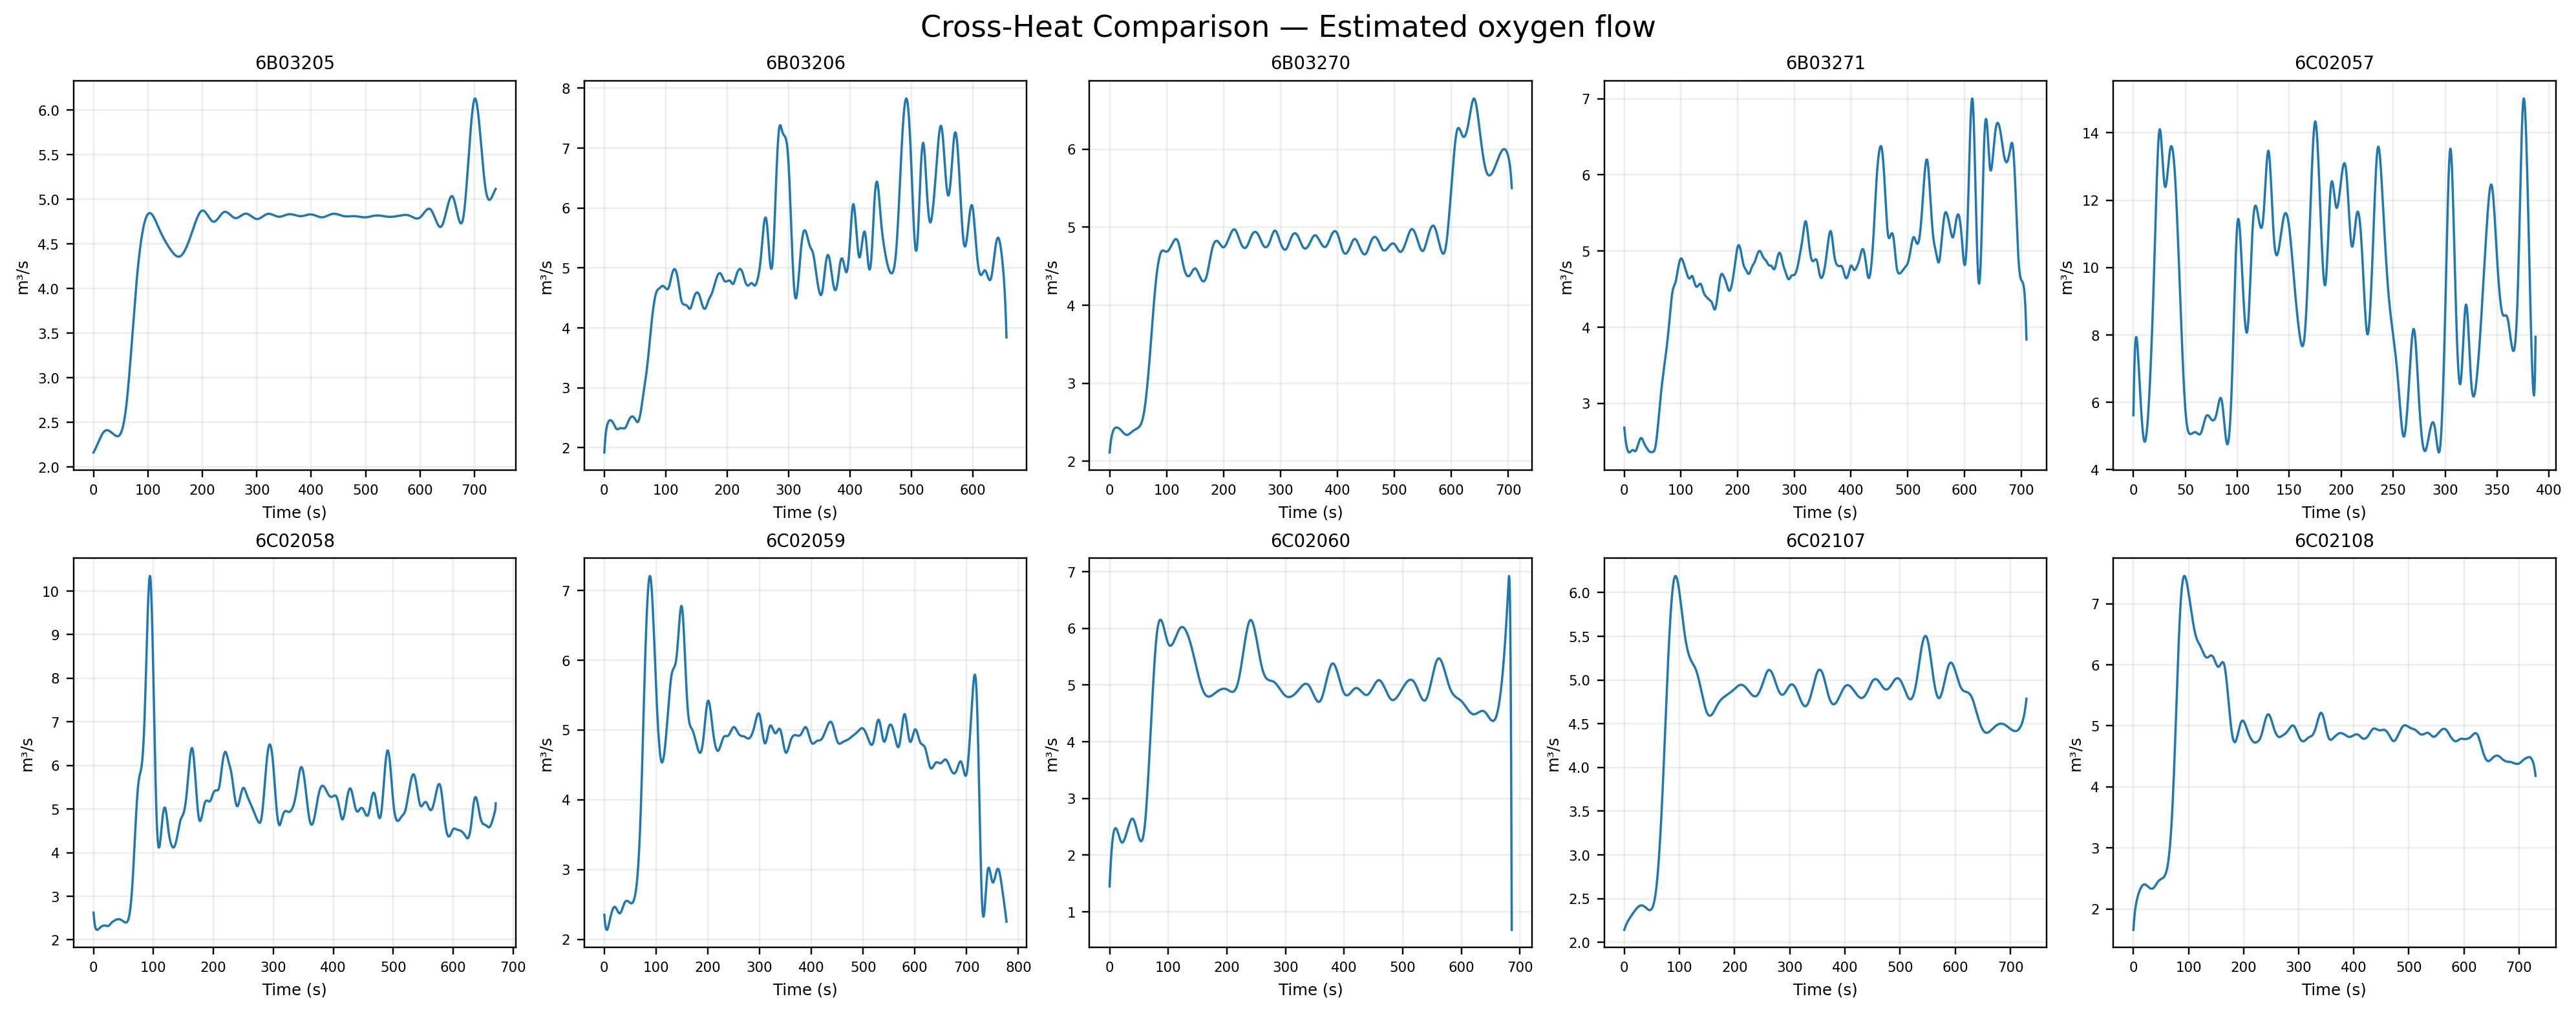 Cross-Heat Comparison — Estimated oxygen flow
6B03205
6B03206
6B03270
6B03271
6C02057
6.0
5.5
5.0
4.5
4.0
3.5
3.0
2.5
2.0
m³/s
0 100 200 300 400 500 600 700
Time (s)
8
7
6
5
4
3
2
m³/s
0 100 200 300 400 500 600
Time (s)
6
5
4
3
2
m³/s
0 100 200 300 400 500 600 700
Time (s)
7
6
5
4
3
m³/s
0 100 200 300 400 500 600 700
Time (s)
14
12
10
8
6
4
m³/s
0 50 100 150 200 250 300 350 400
Time (s)
6C02058
6C02059
6C02060
6C02107
6C02108
10
9
8
7
6
5
4
3
2
m³/s
0 100 200 300 400 500 600 700
Time (s)
7
6
5
4
3
2
m³/s
0 100 200 300 400 500 600 700 800
Time (s)
7
6
5
4
3
2
1
m³/s
0 100 200 300 400 500 600 700
Time (s)
6.0
5.5
5.0
4.5
4.0
3.5
3.0
2.5
2.0
m³/s
0 100 200 300 400 500 600 700
Time (s)
7
6
5
4
3
2
m³/s
0 100 200 300 400 500 600 700
Time (s)